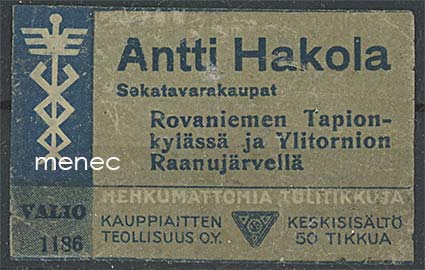 Antti Hakola
Sekatavarakaupat
Rovaniemen Tapion-
kylässä ja Ylitornion
Raanujärvellä
menec
HEHKUMATTOMIA TULITIKKUJA
VALIO
1186
KAUPPIAITTEN
TEOLLISUUS O.Y.
KESKISISÄLTÖ
50 TIKKUA